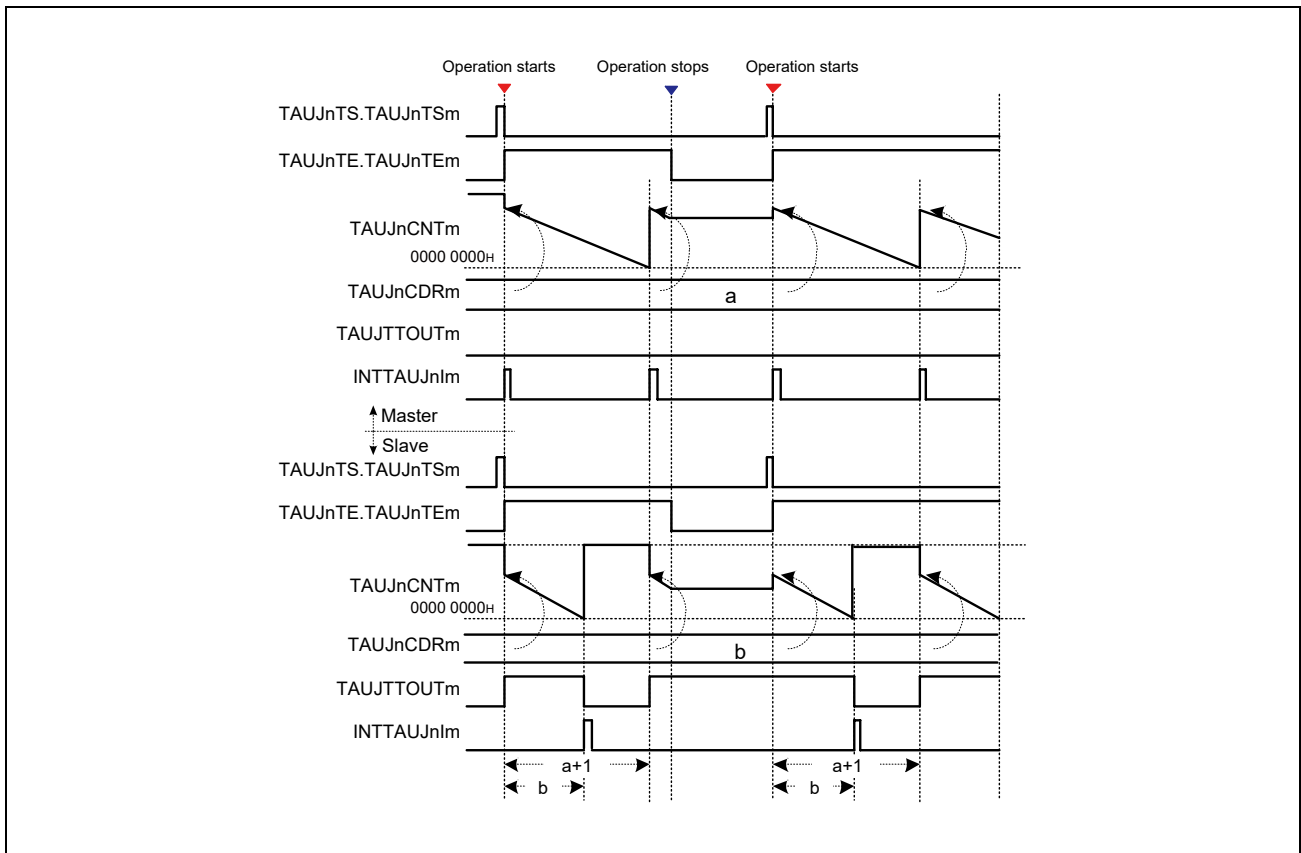 Operation starts Operation stops Operation starts
TAUJnTS.TAUJnTSm
TAUJnTE.TAUJnTEm
TAUJnCNTm
0000 0000H
TAUJnCDRm
a
TAUJTTOUTm
INTTAUJnIm
Master
Slave
TAUJnTS.TAUJnTSm
TAUJnTE.TAUJnTEm
TAUJnCNTm
0000 0000H
TAUJnCDRm
b
TAUJTTOUTm
INTTAUJnIm
a+1 a+1
b b